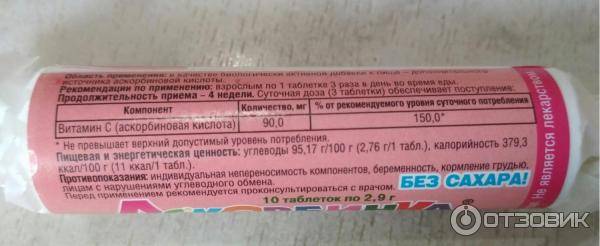 Область применения: в качестве биологически активной добавки к пище – дополнительного
источника аскорбиновой кислоты.
Рекомендации по применению: взрослым по 1 таблетке 3 раза в день во время еды.
Продолжительность приема – 4 недели. Суточная доза (3 таблетки) обеспечивает поступление:
Компонент Количество, мг % от рекомендуемого уровня суточного потребления
Витамин С (аскорбиновая кислота) 90,0 150,0*
* Не превышает верхний допустимый уровень потребления.
Пищевая и энергетическая ценность: углеводы 95,17 г/100 г (2,76 г/1 табл.), калорийность 379,3
ккал/100 г (11 ккал/1 табл.).
Противопоказания: индивидуальная непереносимость компонентов, беременность, кормление грудью,
лицам с нарушениями углеводного обмена.
Перед применением рекомендуется проконсультироваться с врачом.
БЕЗ САХАРА!
10 таблеток по 2,9 г
АСКОРБИНКА
* Не является лекарством
ОТЗОВИК